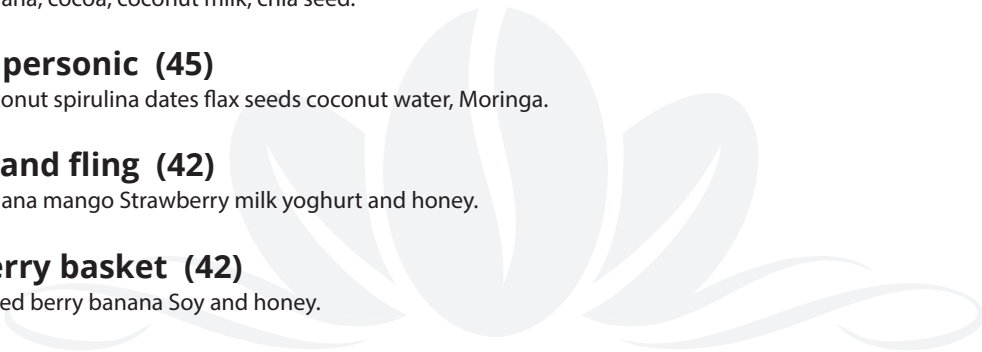 ana, cocoa, coconut milk, chia seed.
personic (45)
onut spirulina dates flax seeds coconut water, Moringa.
and fling (42)
ana mango Strawberry milk yoghurt and honey.
erry basket (42)
ed berry banana Soy and honey.